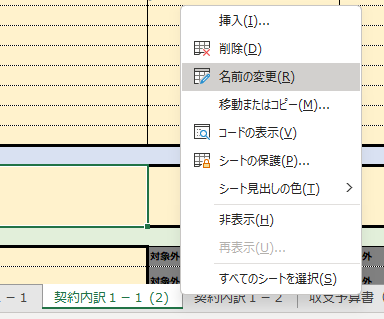 挿入(I)...
削除(D)
名前の変更(R)
移動またはコピー(M)...
コードの表示(V)
シートの保護(P)...
シート見出しの色(T)
非表示(H)
再表示(U)...
すべてのシートを選択(S)
対象外
対象外
１－１ 契約内訳１－１ (2) 契約内訳１－２ 収支予算書